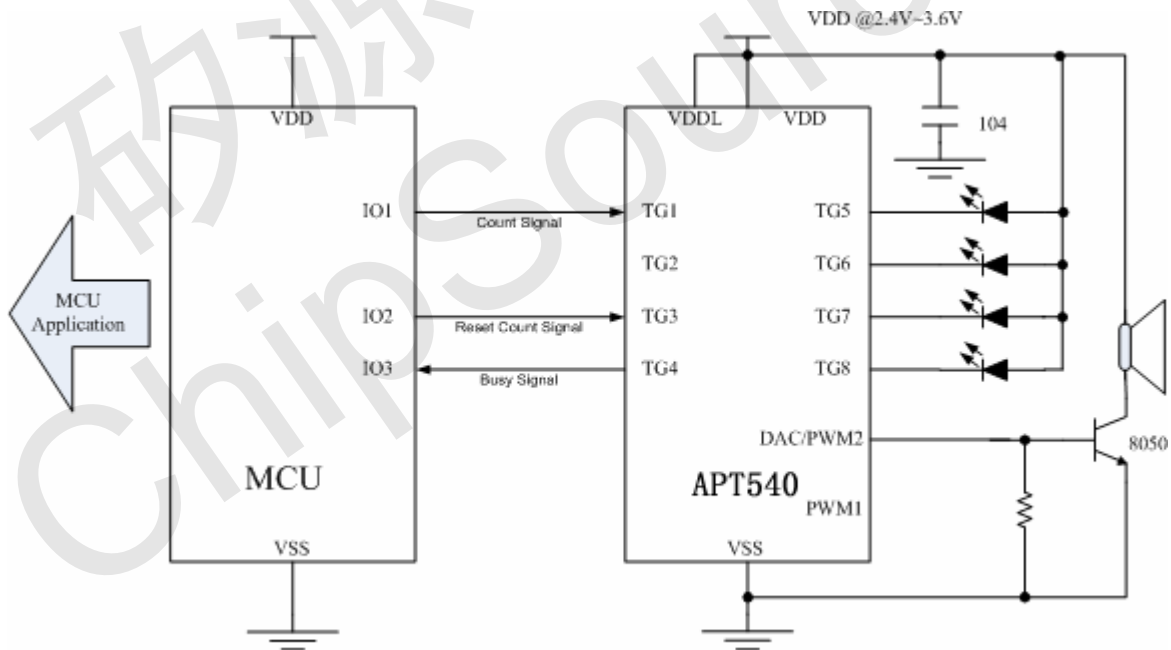 VDD @2.4V~3.6V
VDD
VDDL
VDD
104
IO1
Count Signal
TG1
TG5
TG2
TG6
MCU
Application
IO2
Reset Count Signal
TG3
TG7
IO3
Busy Signal
TG4
TG8
DAC/PWM2
8050
MCU
APT540
PWM1
VSS
VSS
矽源
ChipSour